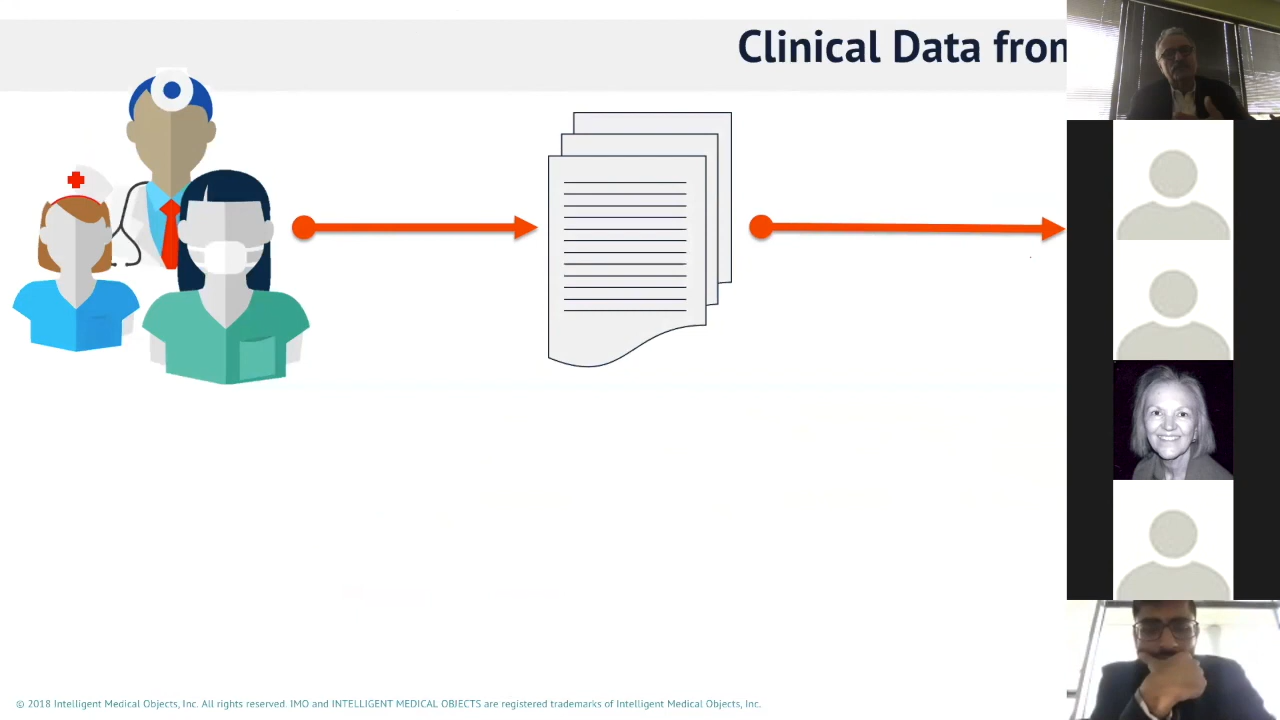 Clinical Data from
© 2018 Intelligent Medical Objects, Inc. All rights reserved. IMO and INTELLIGENT MEDICAL OBJECTS are registered trademarks of Intelligent Medical Objects, Inc.